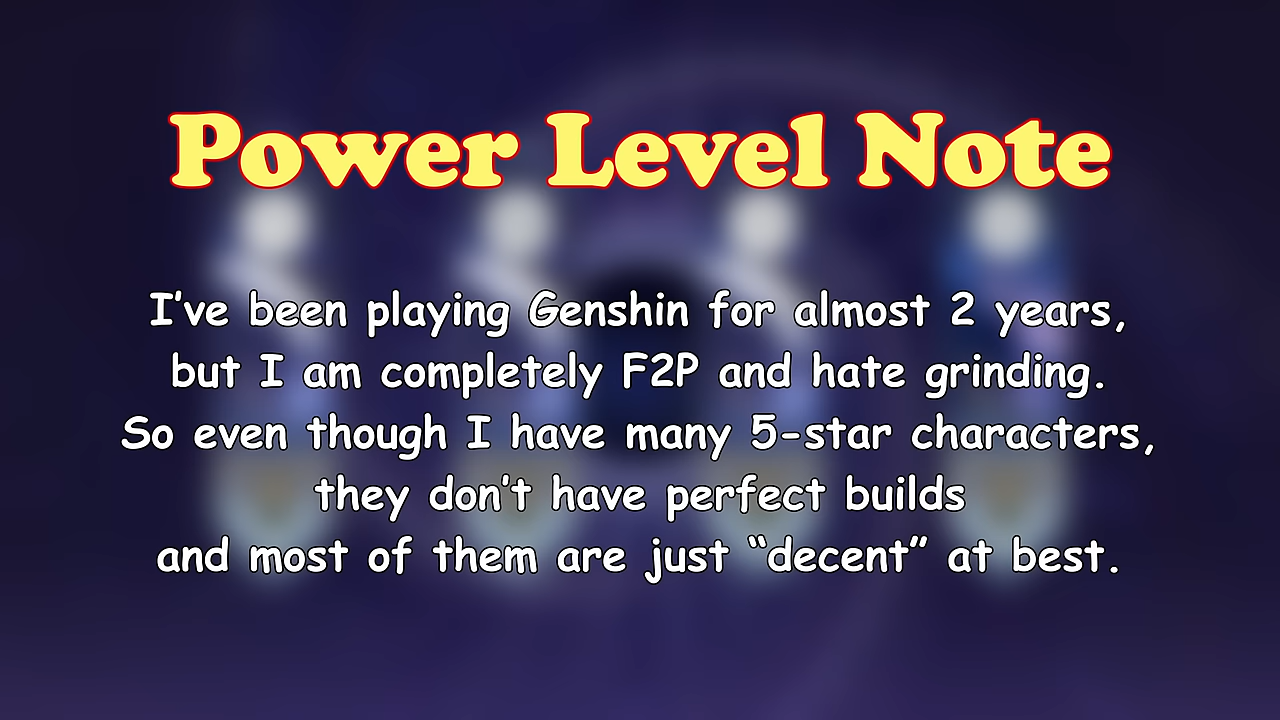 Power Level Note
I've been playing Genshin for almost 2 years,
but I am completely F2P and hate grinding.
So even though I have many 5-star characters,
they don't have perfect builds
and most of them are just “decent” at best.